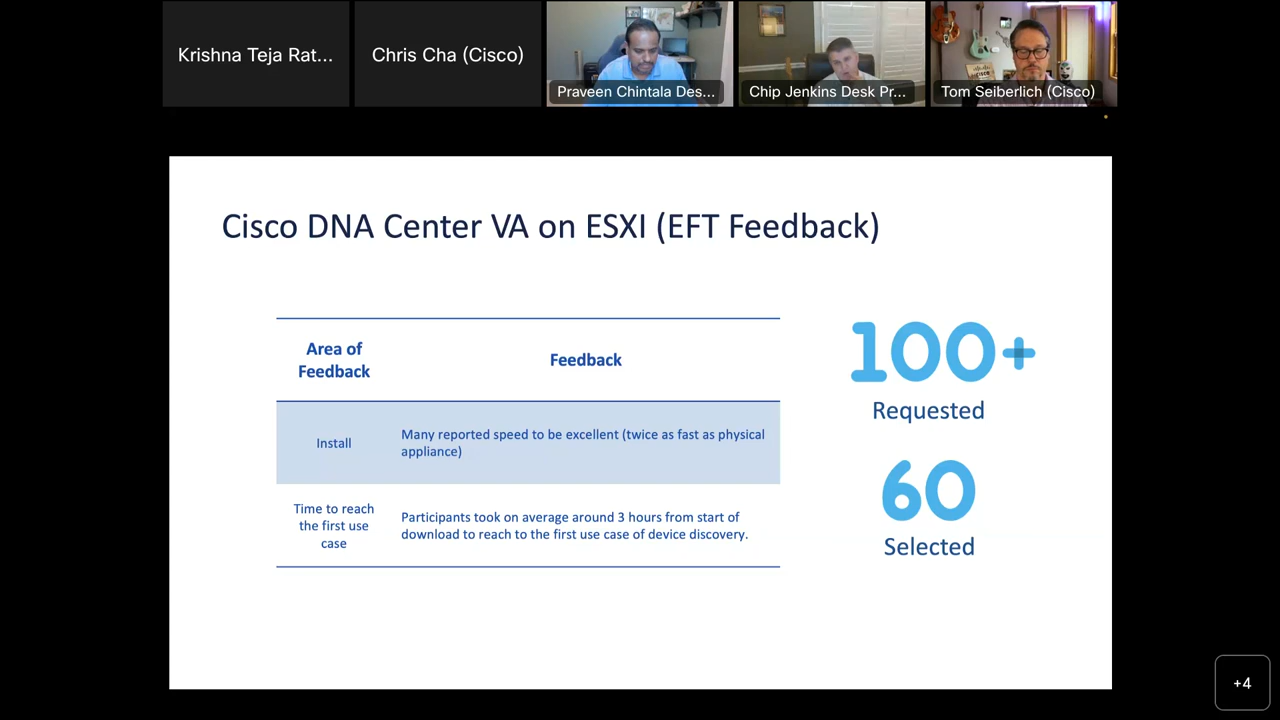 Krishna Teja Rat...
Chris Cha (Cisco)
Praveen Chintala Des...
Chip Jenkins Desk Pr...
Tom Seiberlich (Cisco)
Cisco DNA Center VA on ESXI (EFT Feedback)
Area of
Feedback
Feedback
Install
Many reported speed to be excellent (twice as fast as physical
appliance)
Time to reach
the first use
case
Participants took on average around 3 hours from start of
download to reach to the first use case of device discovery.
100+
Requested
60
Selected
+4